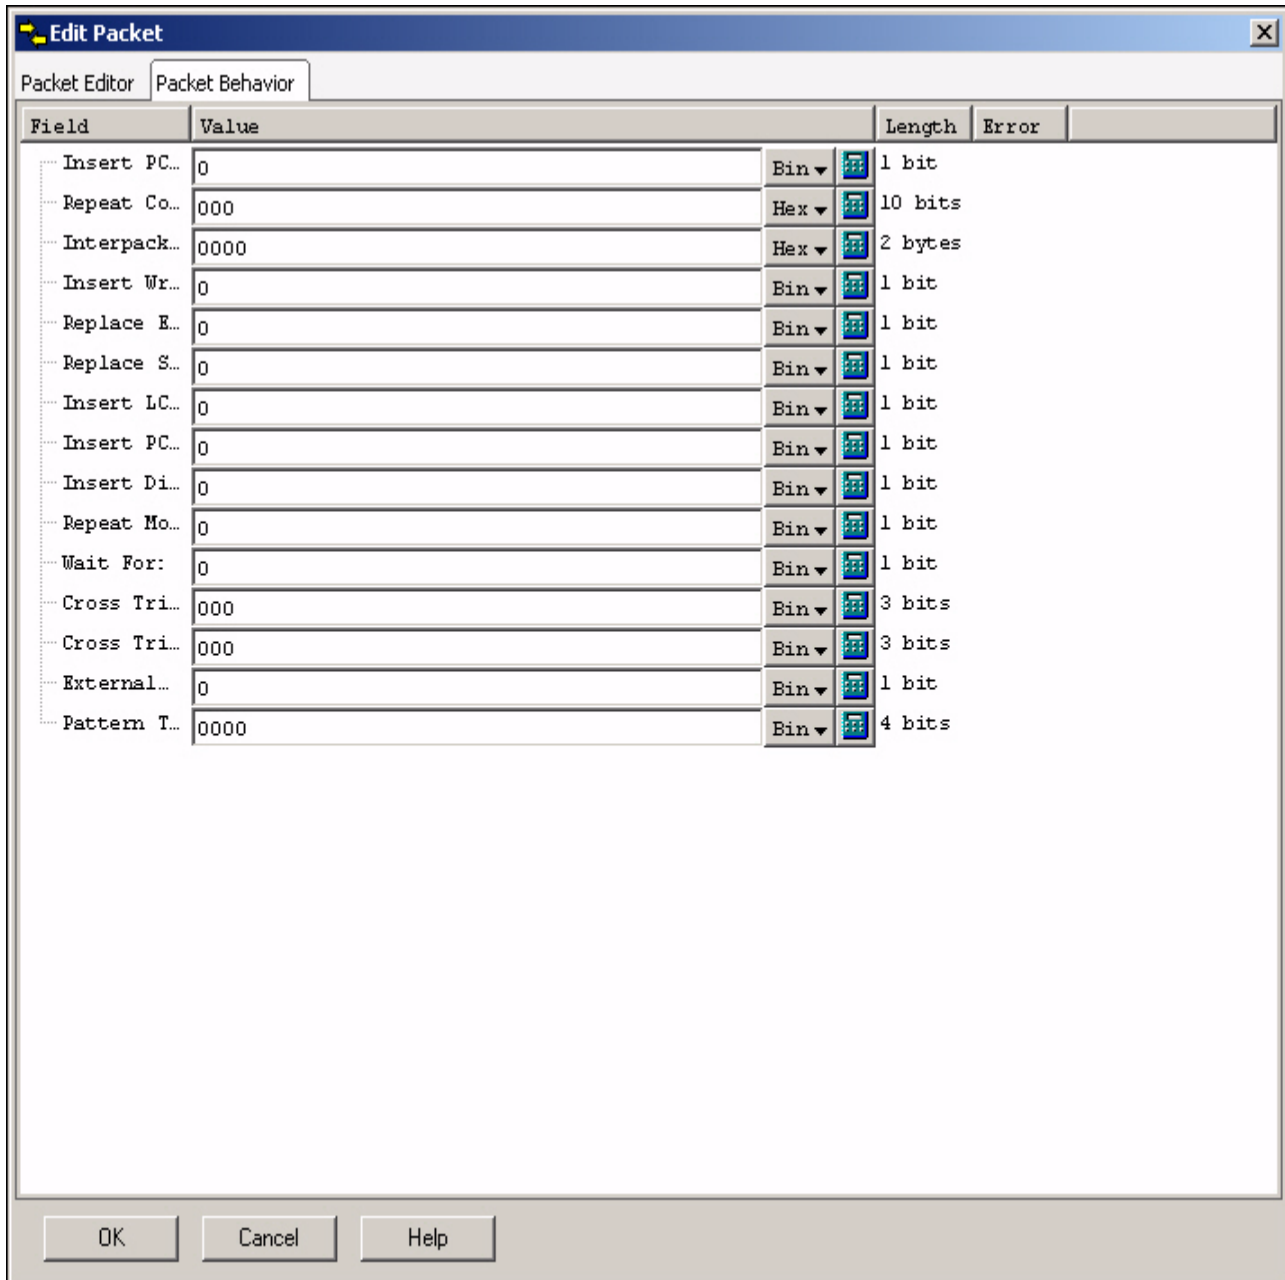 Edit Packet
Packet Editor Packet Behavior
Field Value Length Error
Insert PC… 0 Bin 1 bit
Repeat Co… 000 Hex 10 bits
Interpack… 0000 Hex 2 bytes
Insert Wr… 0 Bin 1 bit
Replace E… 0 Bin 1 bit
Replace S… 0 Bin 1 bit
Insert LC… 0 Bin 1 bit
Insert PC… 0 Bin 1 bit
Insert Di… 0 Bin 1 bit
Repeat Mo… 0 Bin 1 bit
Wait For: 0 Bin 1 bit
Cross Tri… 000 Bin 3 bits
Cross Tri… 000 Bin 3 bits
External… 0 Bin 1 bit
Pattern T… 0000 Bin 4 bits
OK Cancel Help